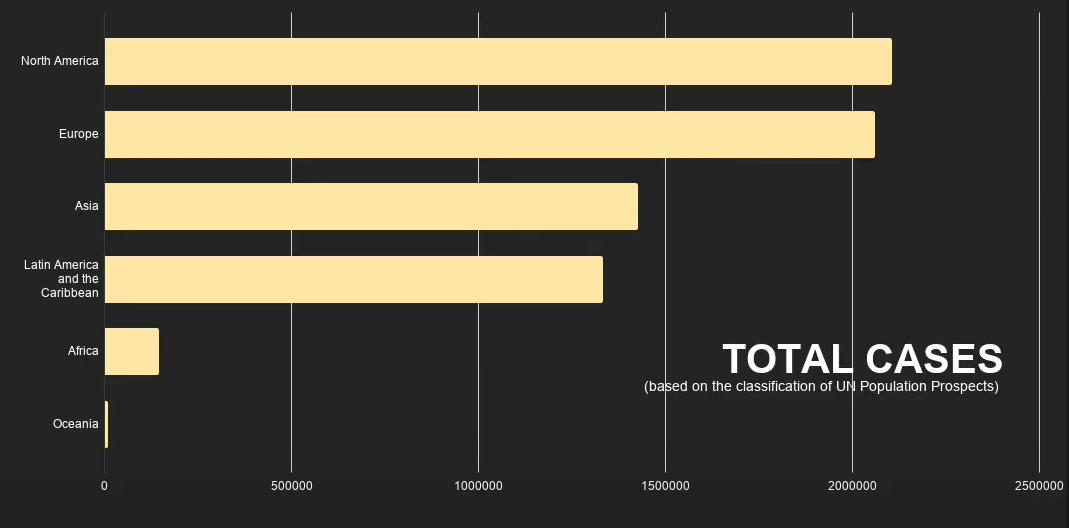 North America
Europe
Asia
Latin America
and the
Caribbean
Africa
TOTAL CASES
(based on the classification of UN Population Prospects)
Oceania
0
500000
1000000
1500000
2000000
2500000